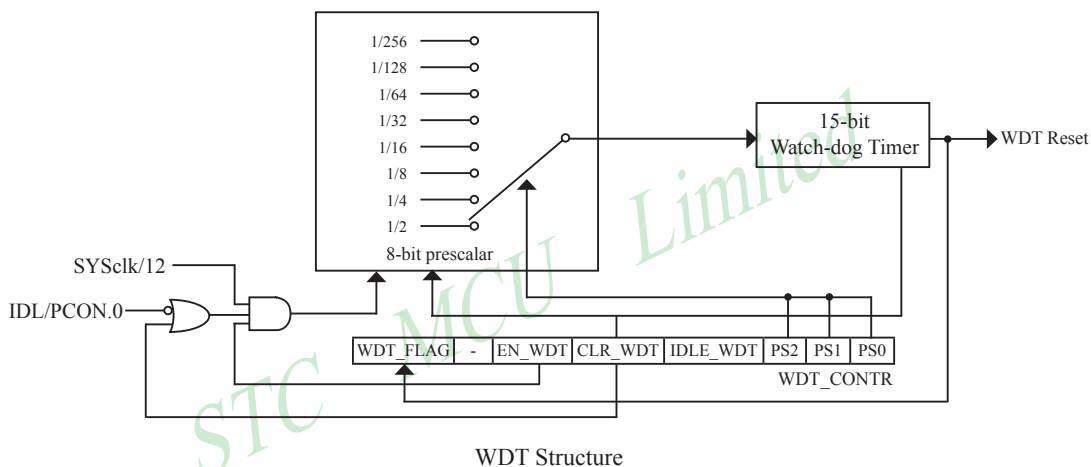 1/256
1/128
1/64
1/32
1/16
1/8
1/4
1/2
8-bit prescalar
15-bit
Watch-dog Timer
WDT Reset
SYSclk/12
IDL/PCON.0
WDT_FLAG - EN_WDT CLR_WDT IDLE_WDT PS2 PS1 PS0
WDT_CONTR
STC MCU Limited
WDT Structure